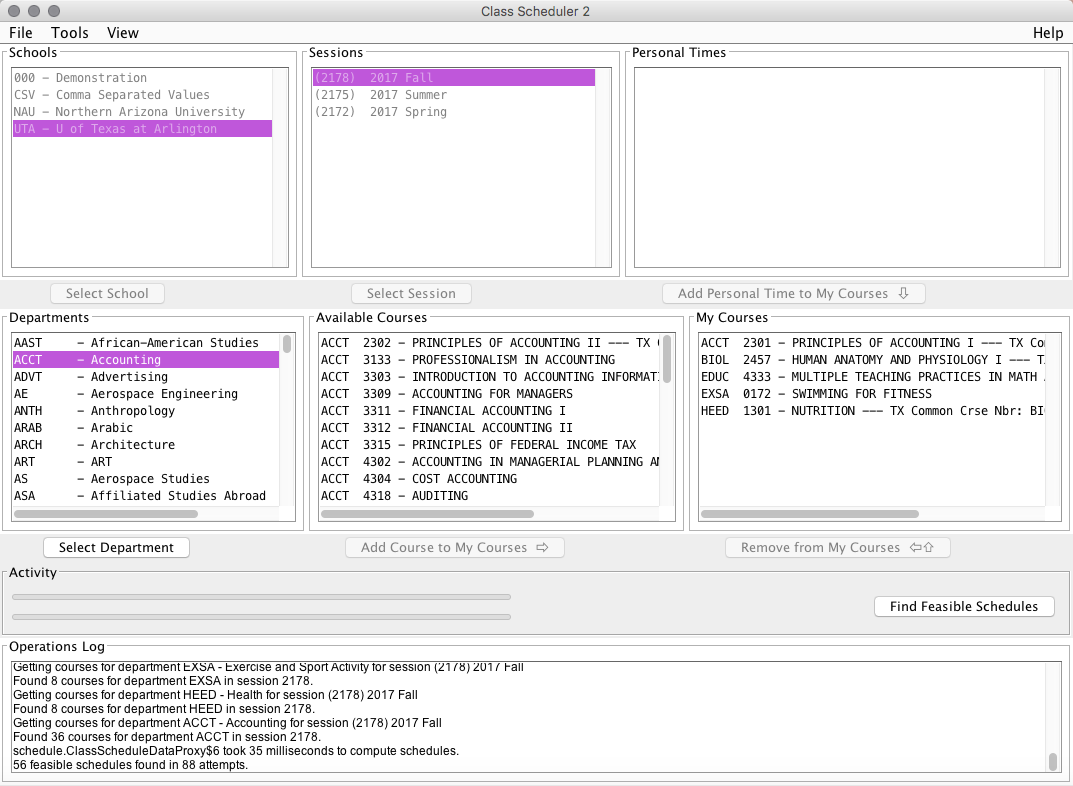 Class Scheduler 2
File Tools View Help
Schools
000 – Demonstration
CSV – Comma Separated Values
NAU – Northern Arizona University
UTA – U of Texas at Arlington
Select School
Sessions
(2178) 2017 Fall
(2175) 2017 Summer
(2172) 2017 Spring
Select Session
Personal Times
Add Personal Time to My Courses ⇩
Departments
AAST – African–American Studies
ACCT – Accounting
ADVT – Advertising
AE – Aerospace Engineering
ANTH – Anthropology
ARAB – Arabic
ARCH – Architecture
ART – ART
AS – Aerospace Studies
ASA – Affiliated Studies Abroad
Select Department
Available Courses
ACCT 2302 – PRINCIPLES OF ACCOUNTING II ––– TX
ACCT 3133 – PROFESSIONALISM IN ACCOUNTING
ACCT 3303 – INTRODUCTION TO ACCOUNTING INFORMAT
ACCT 3309 – ACCOUNTING FOR MANAGERS
ACCT 3311 – FINANCIAL ACCOUNTING I
ACCT 3312 – FINANCIAL ACCOUNTING II
ACCT 3315 – PRINCIPLES OF FEDERAL INCOME TAX
ACCT 4302 – ACCOUNTING IN MANAGERIAL PLANNING AN
ACCT 4304 – COST ACCOUNTING
ACCT 4318 – AUDITING
Add Course to My Courses ⇨
My Courses
ACCT 2301 – PRINCIPLES OF ACCOUNTING I ––– TX Co
BIOL 2457 – HUMAN ANATOMY AND PHYSIOLOGY I ––– T
EDUC 4333 – MULTIPLE TEACHING PRACTICES IN MATH
EXSA 0172 – SWIMMING FOR FITNESS
HEED 1301 – NUTRITION ––– TX Common Crse Nbr: BI
Remove from My Courses ⇦⇧
Activity
Find Feasible Schedules
Operations Log
Getting courses for department EXSA - Exercise and Sport Activity for session (2178) 2017 Fall
Found 8 courses for department EXSA in session 2178.
Getting courses for department HEED - Health for session (2178) 2017 Fall
Found 8 courses for department HEED in session 2178.
Getting courses for department ACCT - Accounting for session (2178) 2017 Fall
Found 36 courses for department ACCT in session 2178.
schedule.ClassScheduleDataProxy$6 took 35 milliseconds to compute schedules.
56 feasible schedules found in 88 attempts.